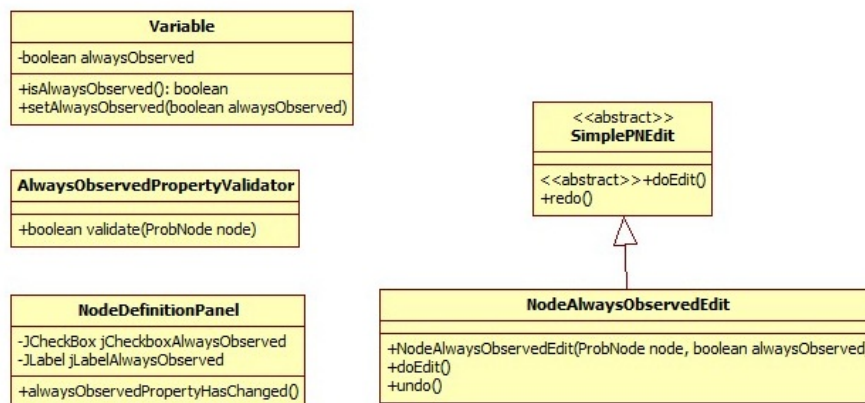 Variable
-boolean alwaysObserved
+isAlwaysObserved(): boolean
+setAlwaysObserved(boolean alwaysObserved)
AlwaysObservedPropertyValidator
+boolean validate(ProbNode node)
NodeDefinitionPanel
-JCheckBox jCheckboxAlwaysObserved
-JLabel jLabelAlwaysObserved
+alwaysObservedPropertyHasChanged()
<<abstract>>
SimplePNEdit
<<abstract>>+doEdit()
+redo()
NodeAlwaysObservedEdit
+NodeAlwaysObservedEdit(ProbNode node, boolean alwaysObserved
+doEdit()
+undo()